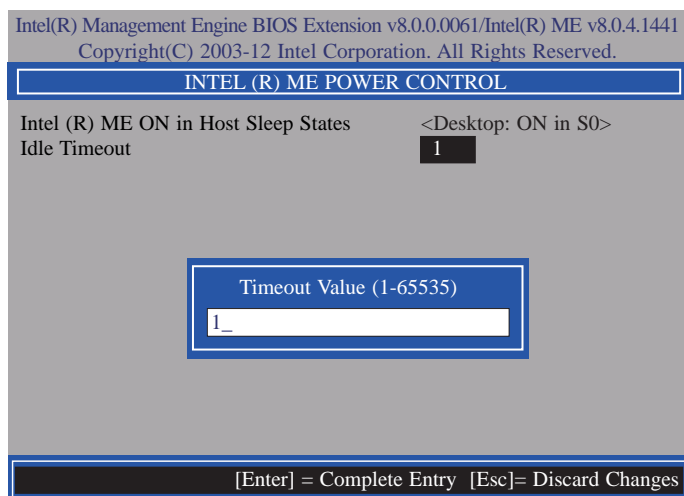 Intel(R) Management Engine BIOS Extension v8.0.0.0061/Intel(R) ME v8.0.4.1441
Copyright(C) 2003-12 Intel Corporation. All Rights Reserved.
INTEL (R) ME POWER CONTROL
Intel (R) ME ON in Host Sleep States <Desktop: ON in S0>
Idle Timeout 1
Timeout Value (1-65535)
1_
[Enter] = Complete Entry [Esc]= Discard Changes